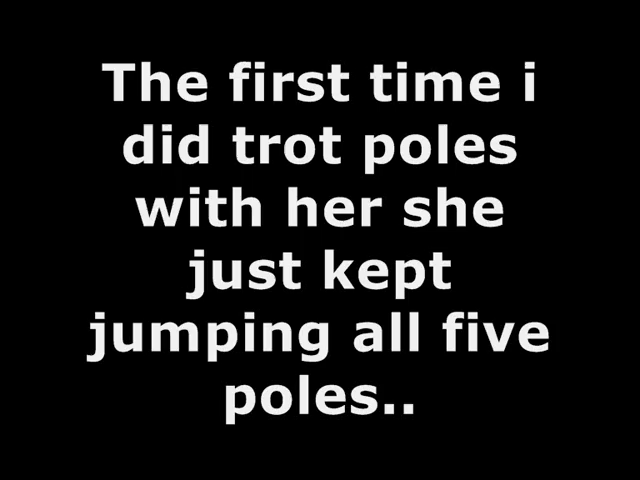 The first time i
did trot poles
with her she
just kept
jumping all five
poles..